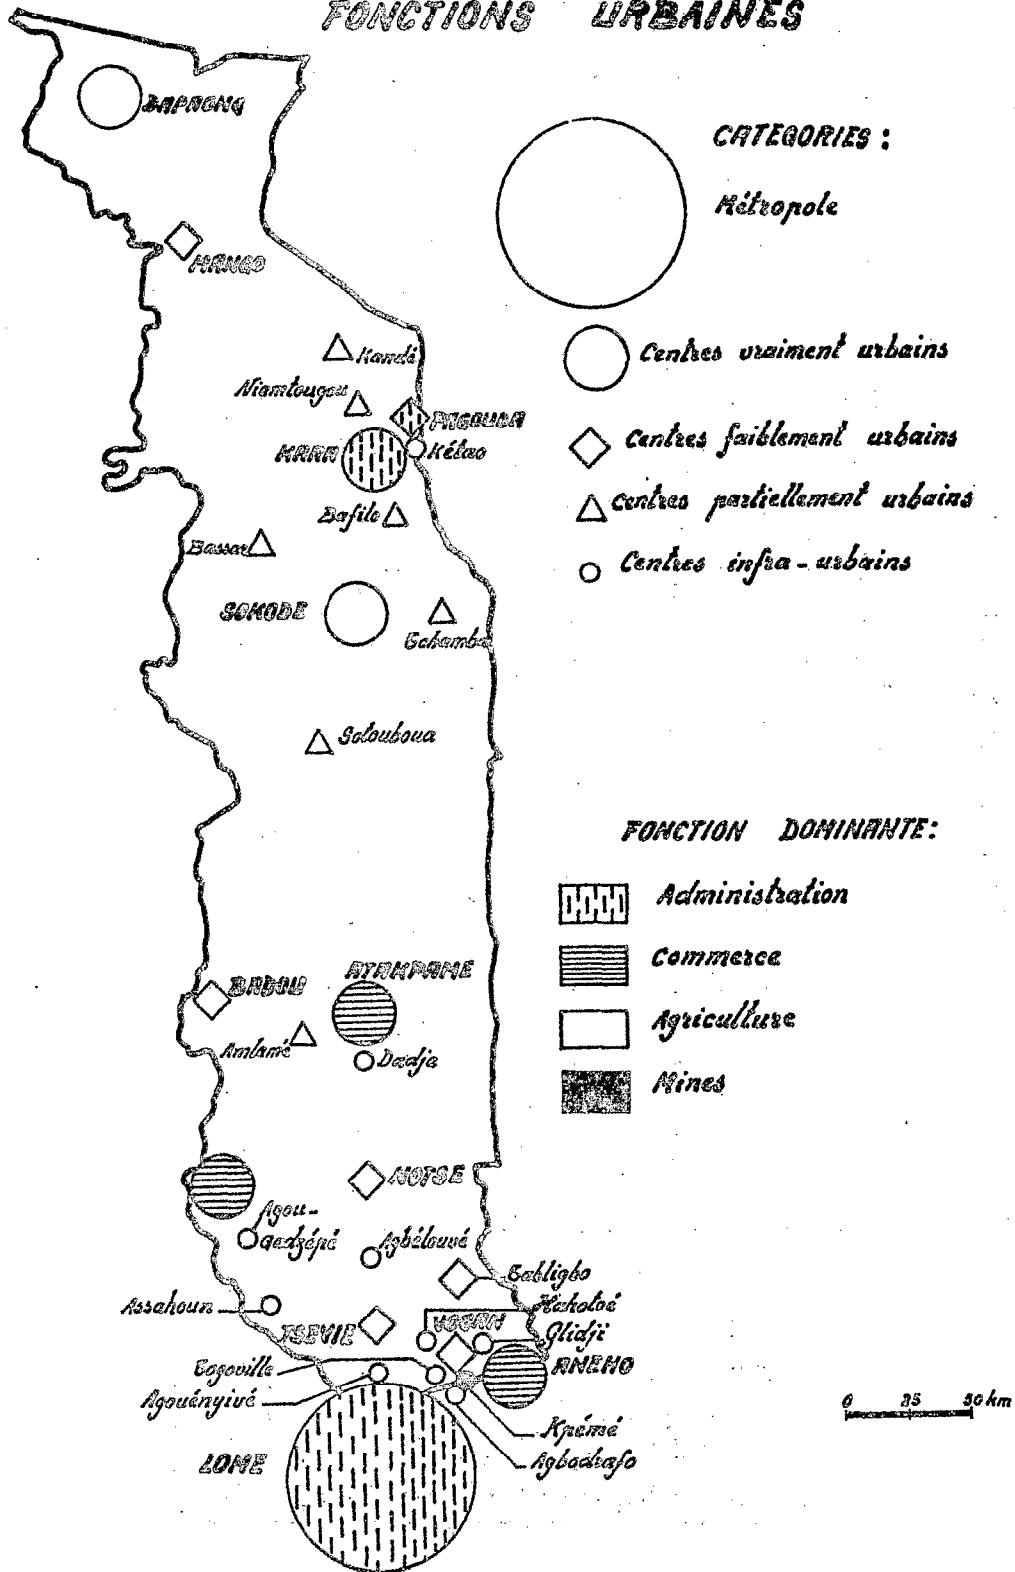 FONCTIONS URBAINES
DAPAONG
CATEGORIES :
Métropole
MANGO
Kandé
Centres vraiment urbains
Niamtougou
PAGOUDA
KARA
Kétao
Centres faiblement urbains
Bafilo
Centres partiellement urbains
Bassar
Centres infra-urbains
SOKODE
Tchamba
Sotouboua
FONCTION DOMINANTE:
Administration
Commerce
Agriculture
Mines
BADOU
ATAKPAME
Amlamé
Dadja
NOTSE
Agou-
Gadzépé
Agbélouvé
Tabligbo
Assahoun
Hahotoé
TSEVIE
VOGAN
Glidji
Togoville
ANEHO
Agouényivé
Kpémé
Agbodrafo
LOME
0 25 50 km